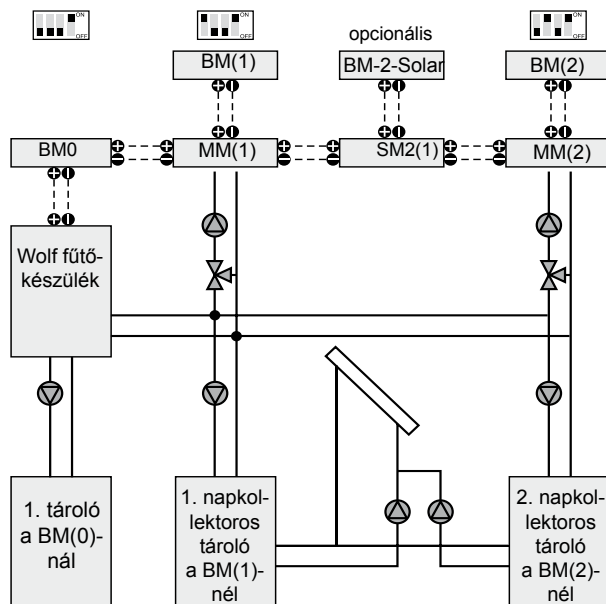 ON
OFF
ON
OFF
opcionális
ON
OFF
BM(1)
BM-2-Solar
BM(2)
BM0
MM(1)
SM2(1)
MM(2)
Wolf fűtő-
készülék
1. tároló
a BM(0)-
nál
1. napkol-
lektoros
tároló
a BM(1)-
nél
2. napkol-
lektoros
tároló
a BM(2)-
nél